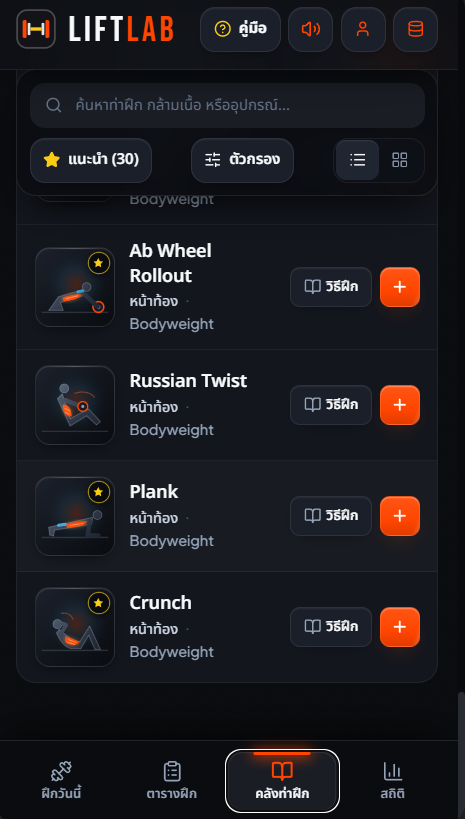 LIFTLAB
คู่มือ
ค้นหาท่าฝึก กล้ามเนื้อ หรืออุปกรณ์...
แนะนำ (30)
ตัวกรอง
Bodyweight
Ab Wheel
Rollout
หน้าท้อง ·
Bodyweight
วิธีฝึก
+
Russian Twist
หน้าท้อง ·
Bodyweight
วิธีฝึก
+
Plank
หน้าท้อง ·
Bodyweight
วิธีฝึก
+
Crunch
หน้าท้อง ·
Bodyweight
วิธีฝึก
+
ฝึกวันนี้
ตารางฝึก
คลังท่าฝึก
สถิติ